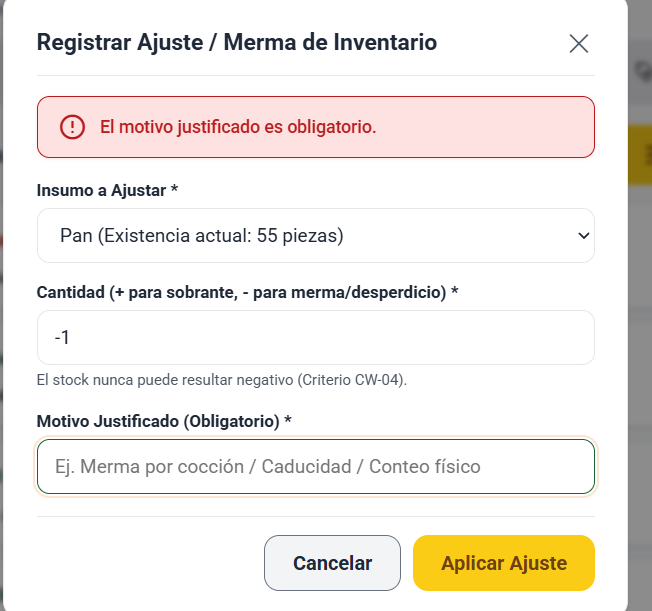 Registrar Ajuste / Merma de Inventario
El motivo justificado es obligatorio.
Insumo a Ajustar *
Pan (Existencia actual: 55 piezas)
Cantidad (+ para sobrante, - para merma/desperdicio) *
-1
El stock nunca puede resultar negativo (Criterio CW-04).
Motivo Justificado (Obligatorio) *
Ej. Merma por cocción / Caducidad / Conteo físico
Cancelar
Aplicar Ajuste